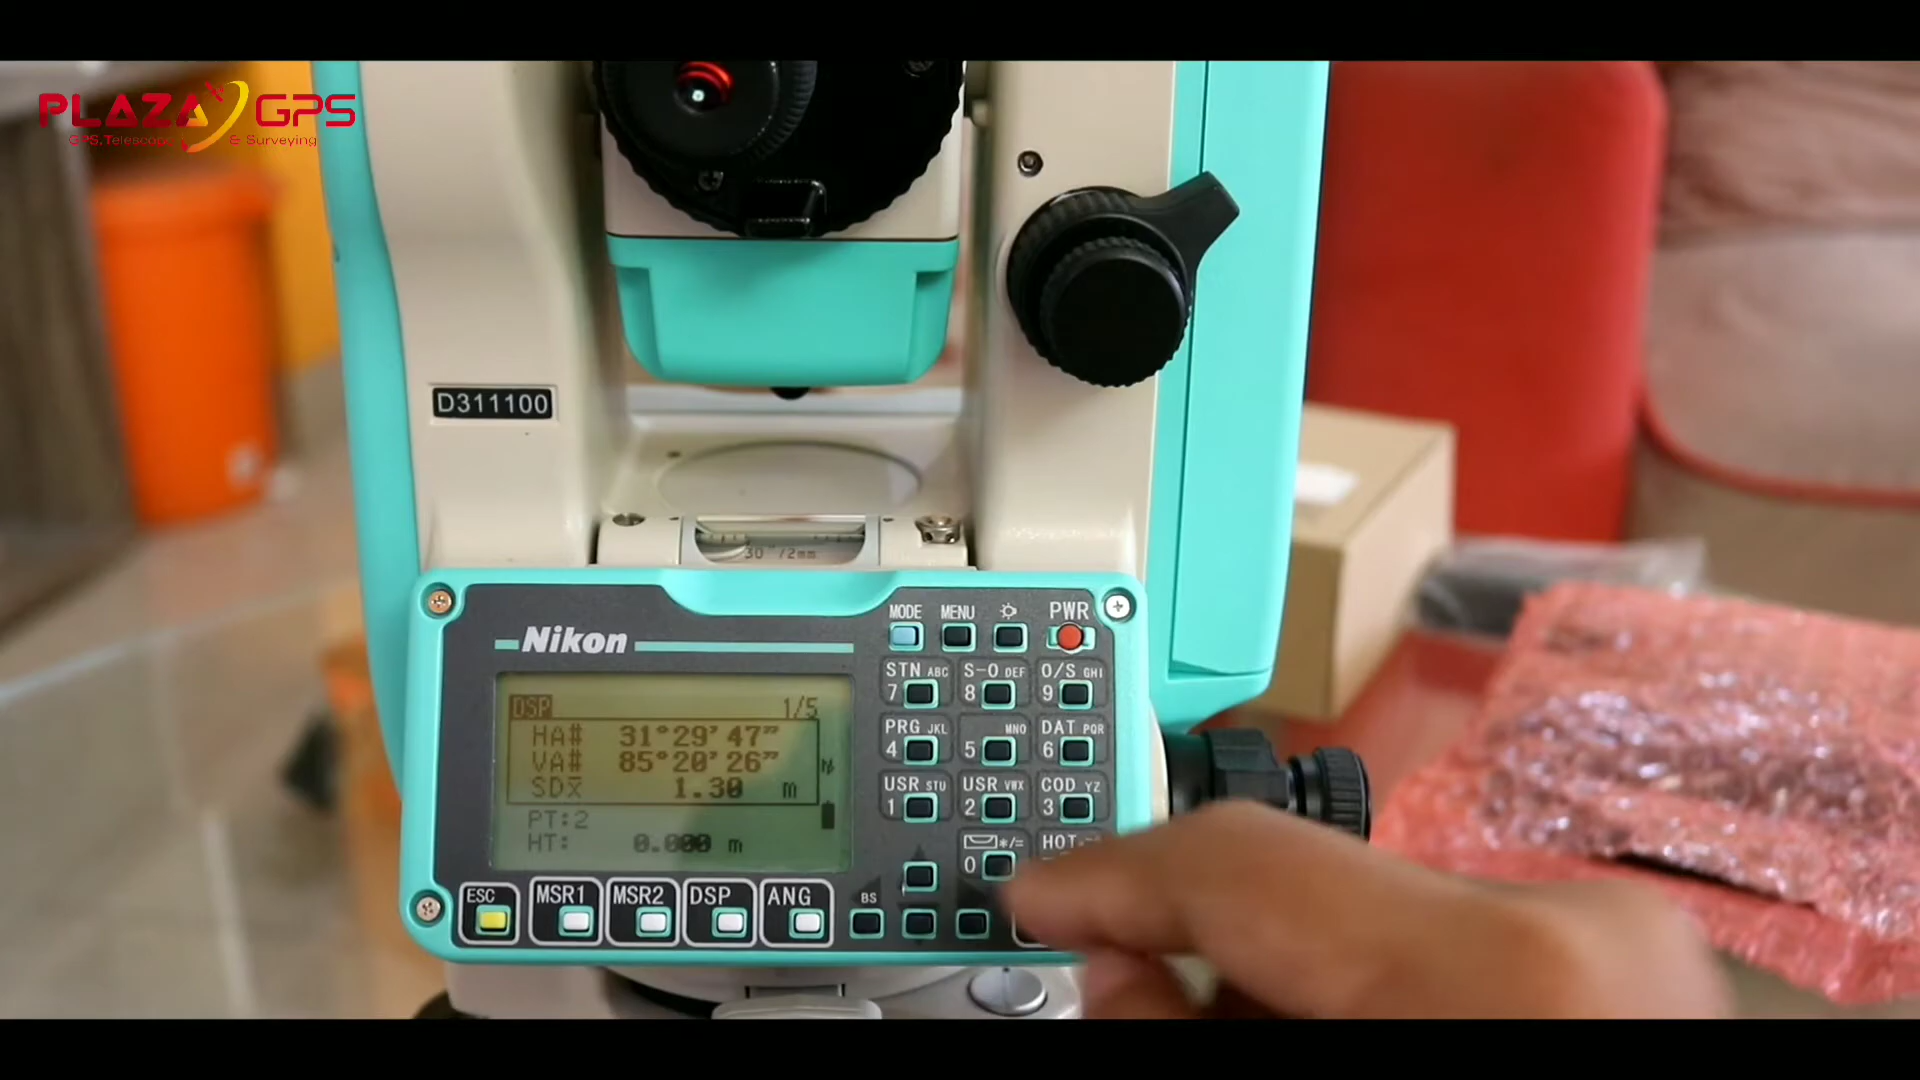 PLAZA GPS
GPS, Telescope & Surveying
D311100
30"/2mm
Nikon
MODE MENU PWR
STN ABC S-O DEF O/S GHI
7 8 9
PRG JKL MNO DAT PQR
4 5 6
USR STU USR VWX COD YZ
1 2 3
*/= HOT
0
DSP 1/5
HA# 31°29'47"
VA# 85°20'26"
SDx̄ 1.30 m
PT:2
HT: 0.000 m
ESC MSR1 MSR2 DSP ANG BS